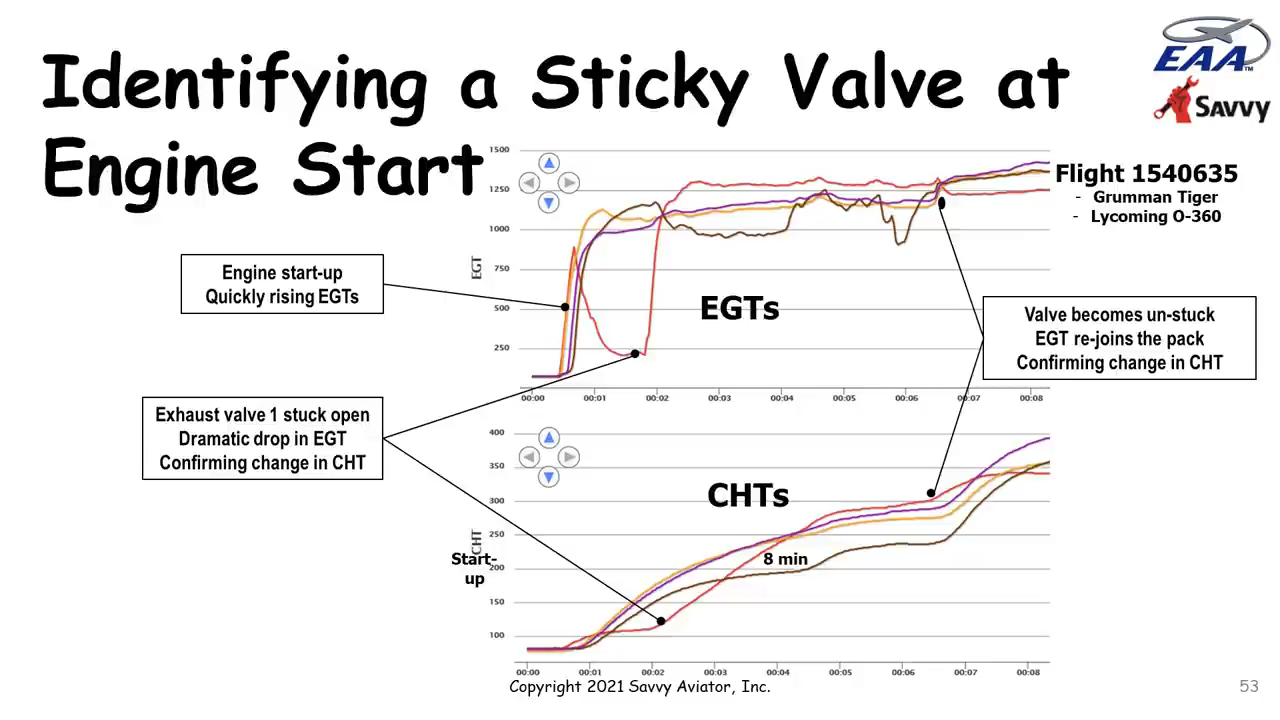 Identifying a Sticky Valve at
Engine Start
EAA™
Savvy
Flight 1540635
- Grumman Tiger
- Lycoming O-360
Engine start-up
Quickly rising EGTs
Exhaust valve 1 stuck open
Dramatic drop in EGT
Confirming change in CHT
Valve becomes un-stuck
EGT re-joins the pack
Confirming change in CHT
1500
1250
1000
750
500
250
EGT
EGTs
00:00 00:01 00:02 00:03 00:04 00:05 00:06 00:07 00:08
400
350
300
250
200
150
100
CHT
CHTs
Start-
up
8 min
00:00 00:01 00:02 00:03 00:04 00:05 00:06 00:07 00:08
Copyright 2021 Savvy Aviator, Inc.
53